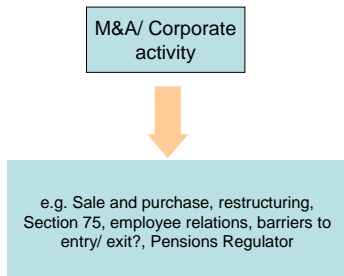 M&A/ Corporate
activity
e.g. Sale and purchase, restructuring,
Section 75, employee relations, barriers to
entry/ exit?, Pensions Regulator